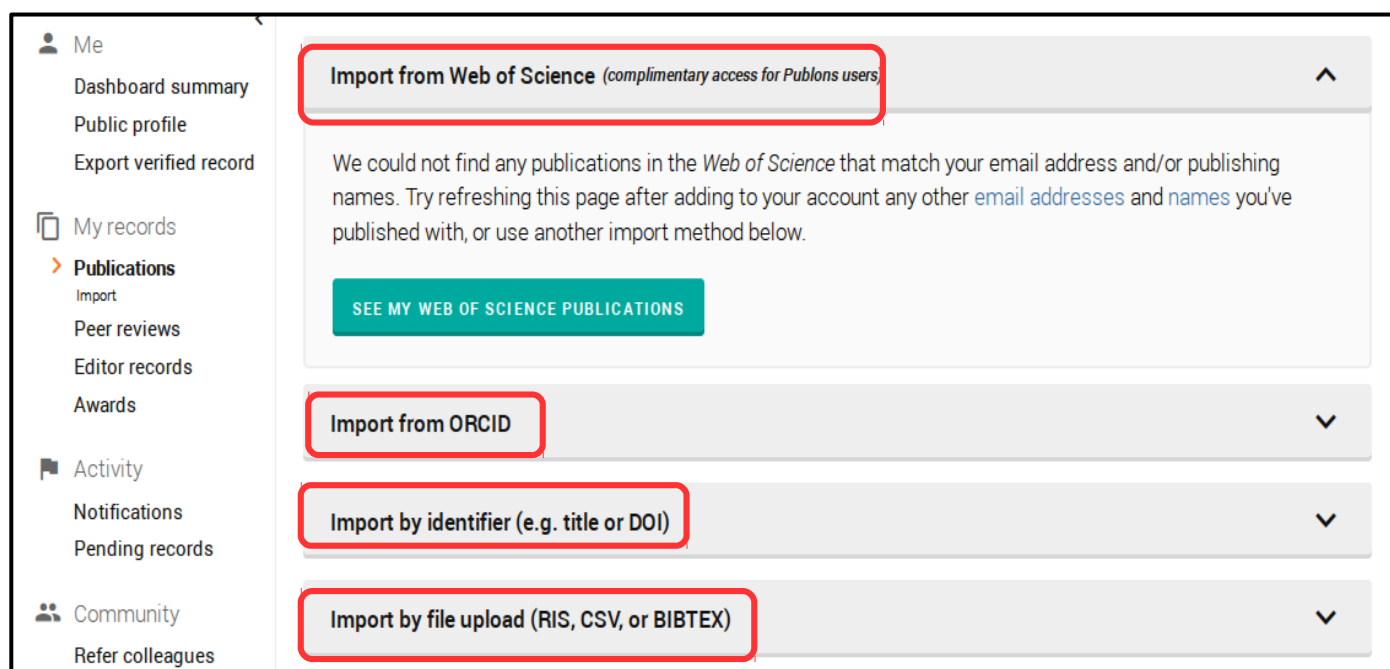 Me
Dashboard summary
Public profile
Export verified record
My records
Publications
Import
Peer reviews
Editor records
Awards
Activity
Notifications
Pending records
Community
Refer colleagues
Import from Web of Science (complimentary access for Publons users)
We could not find any publications in the Web of Science that match your email address and/or publishing
names. Try refreshing this page after adding to your account any other email addresses and names you've
published with, or use another import method below.
SEE MY WEB OF SCIENCE PUBLICATIONS
Import from ORCID
Import by identifier (e.g. title or DOI)
Import by file upload (RIS, CSV, or BIBTEX)